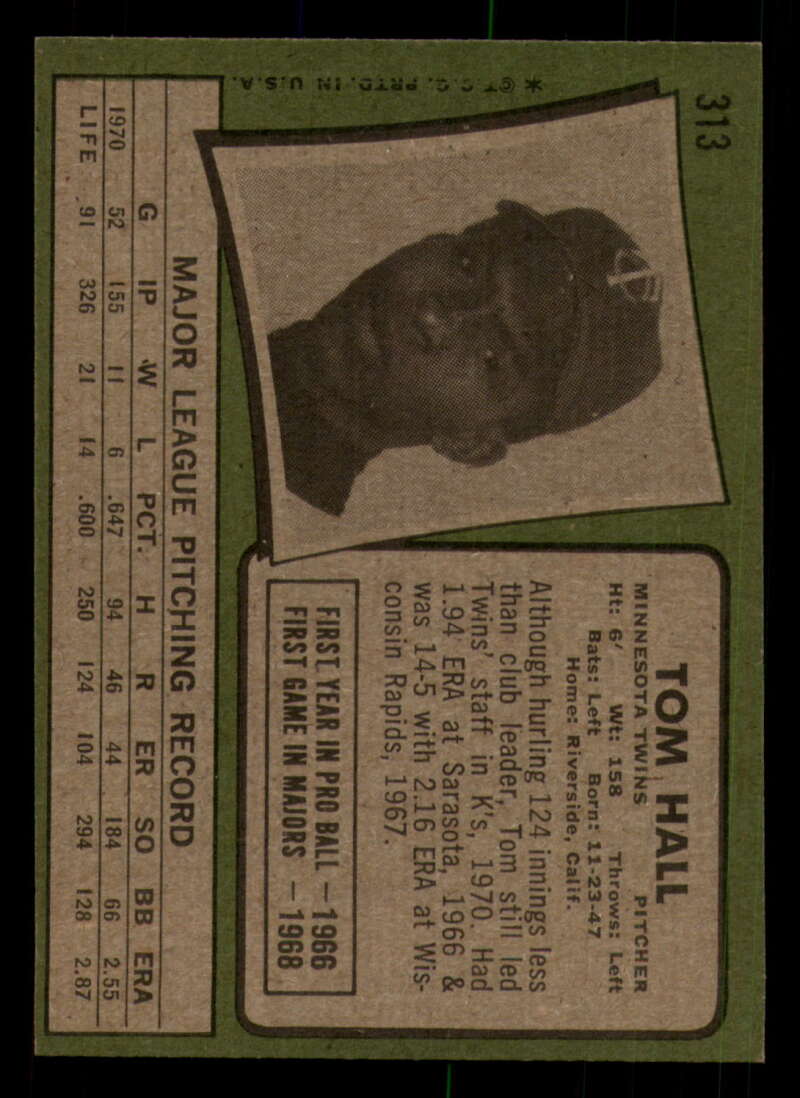 313
*©T.C.G. PRTD. IN U.S.A.
TOM HALL
MINNESOTA TWINS PITCHER
Ht: 6' Wt: 158 Throws: Left
Bats: Left Born: 11-23-47
Home: Riverside, Calif.
Although hurling 124 innings less
than club leader, Tom still led
Twins' staff in K's, 1970. Had
1.94 ERA at Sarasota, 1966 &
was 14-5 with 2.16 ERA at Wis-
consin Rapids, 1967.
FIRST YEAR IN PRO BALL — 1966
FIRST GAME IN MAJORS — 1968
MAJOR LEAGUE PITCHING RECORD
G IP W L PCT. H R ER SO BB ERA
1970 52 155 11 6 .647 94 46 44 184 66 2.55
LIFE 91 326 21 14 .600 250 124 104 294 128 2.87